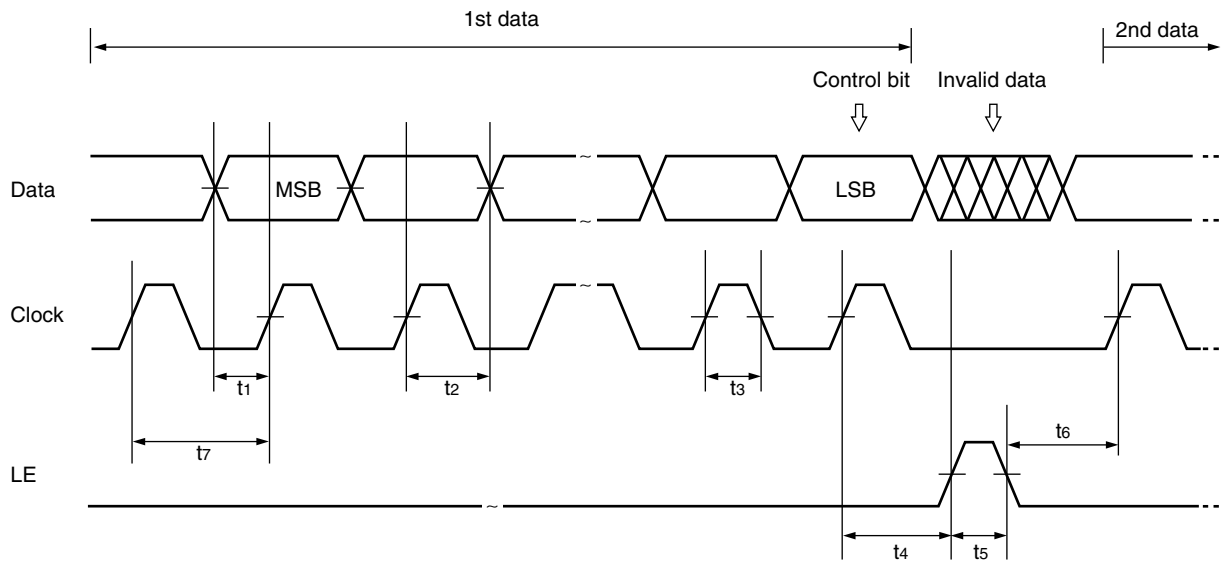 1st data
2nd data
Control bit
Invalid data
Data
MSB
LSB
Clock
t1
t2
t3
t7
t6
LE
t4
t5